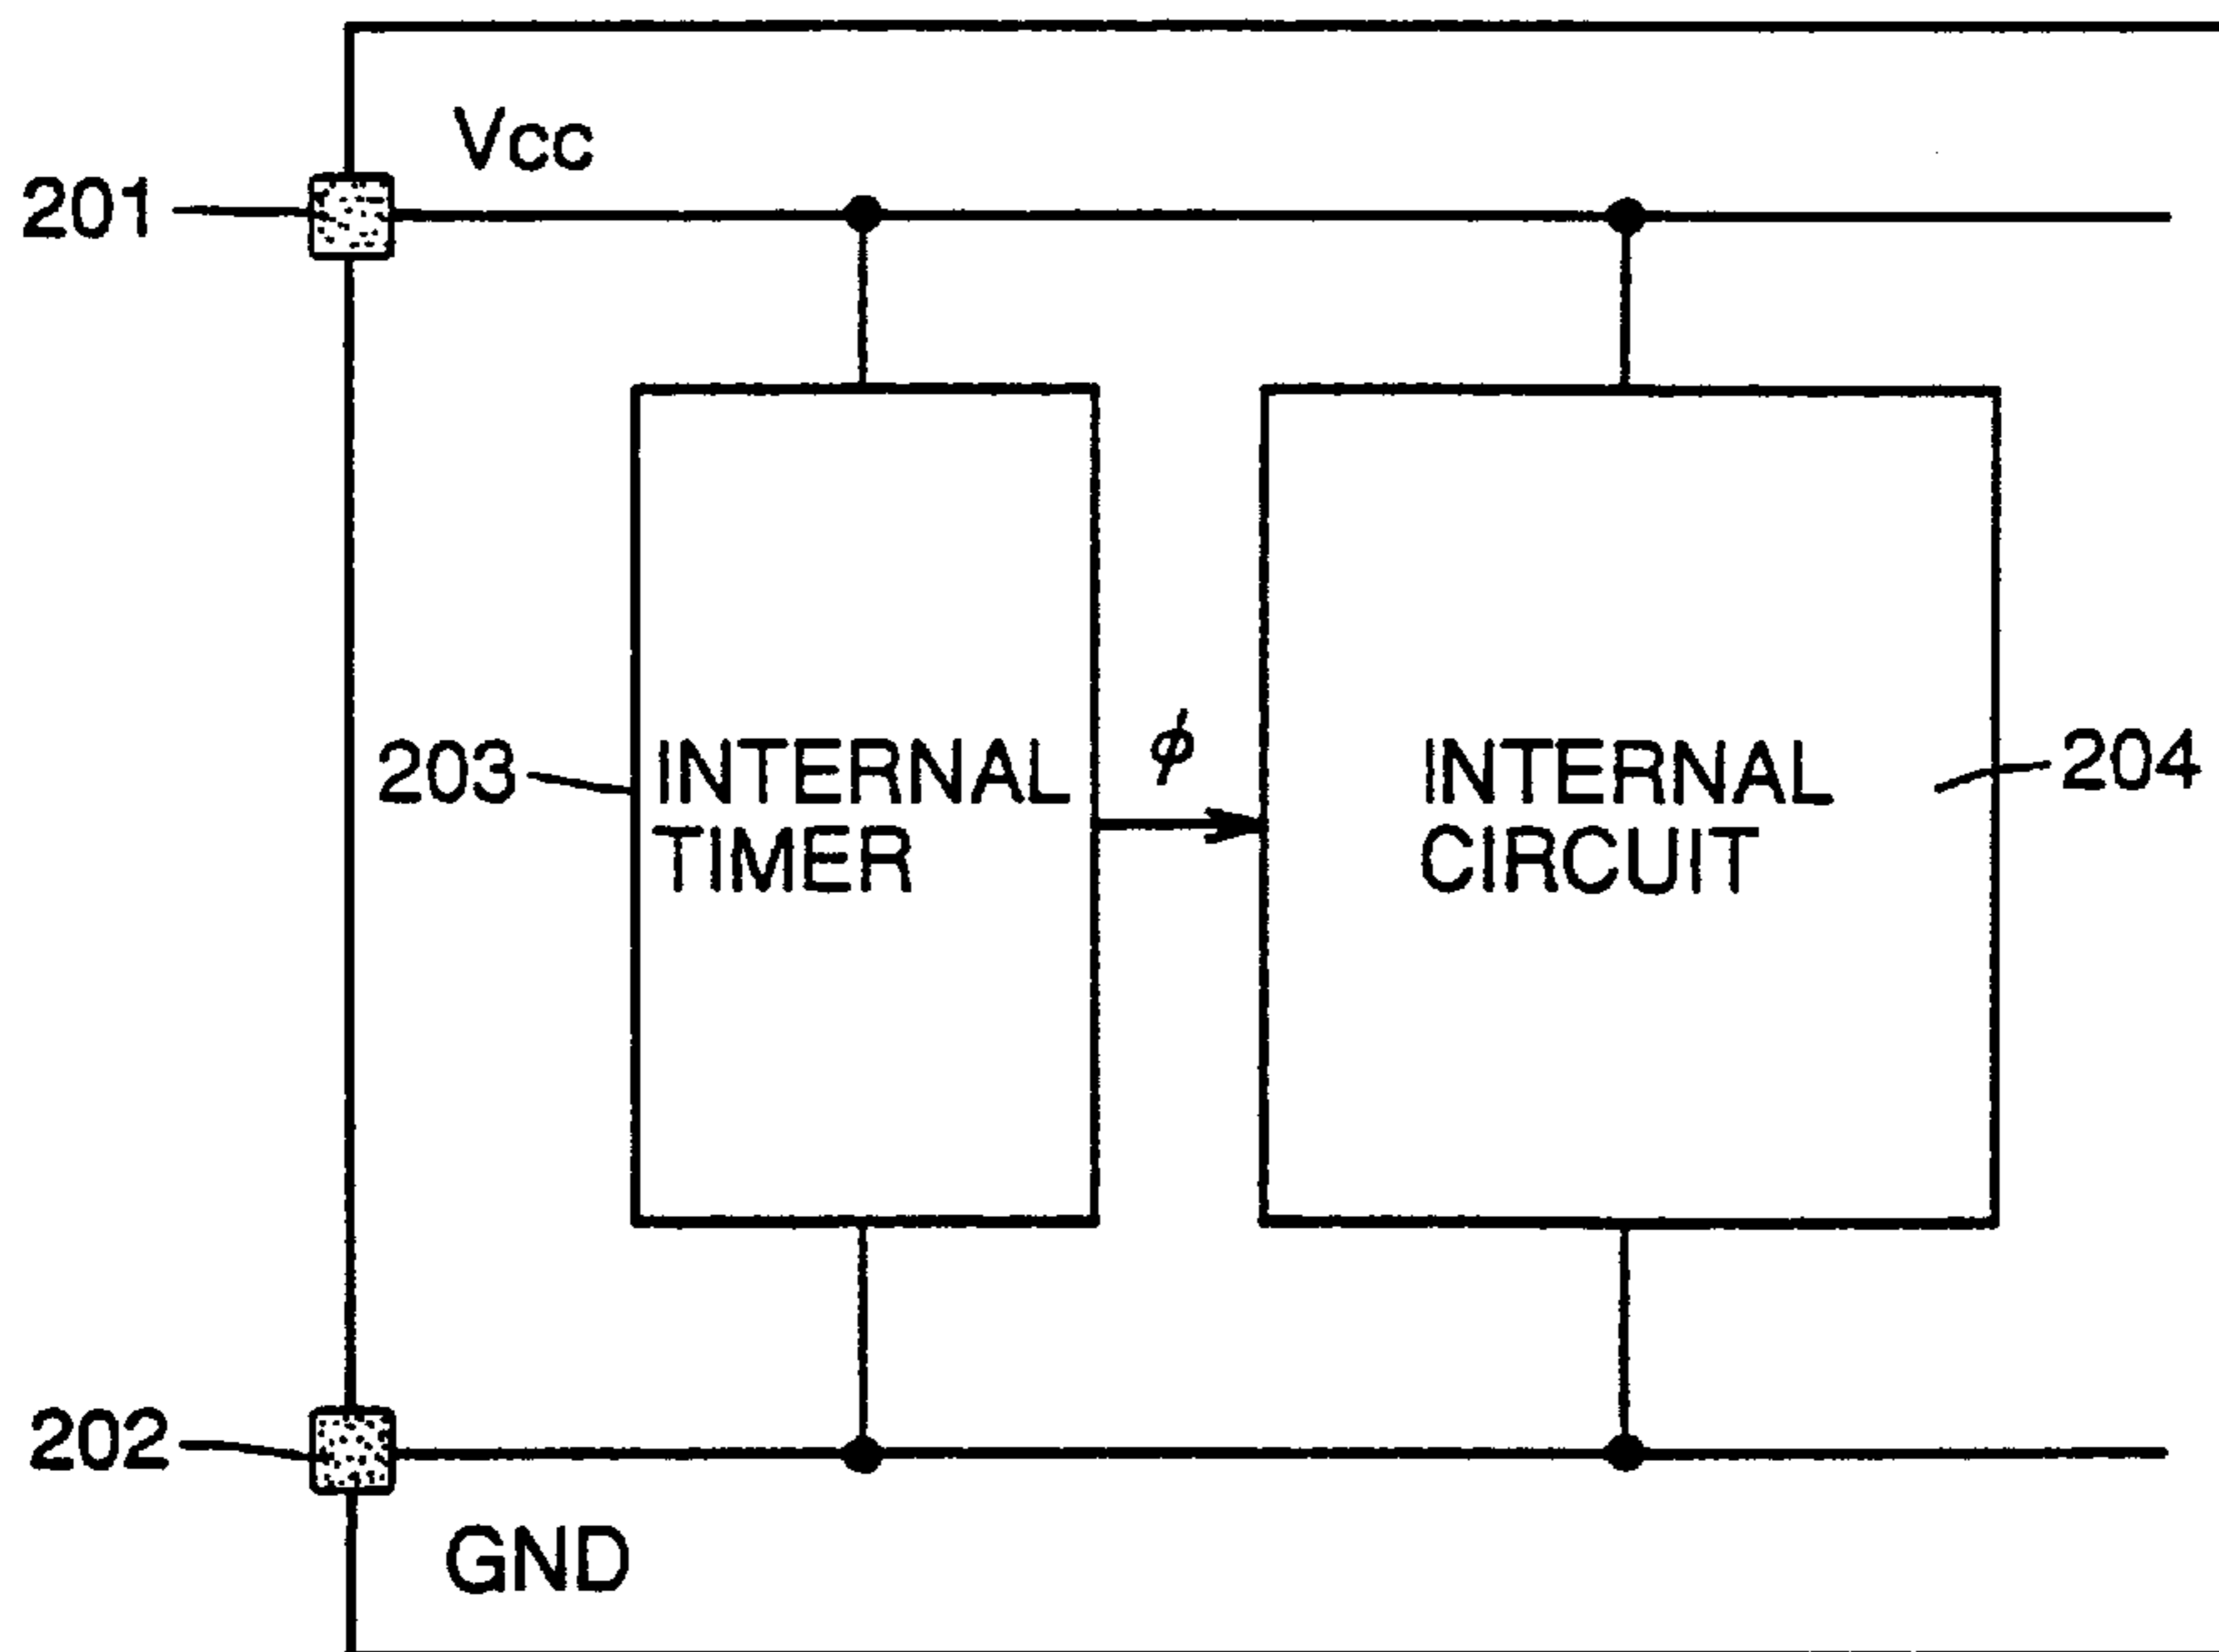 Vcc
201
203
INTERNAL
TIMER
ϕ
INTERNAL
CIRCUIT
204
202
GND